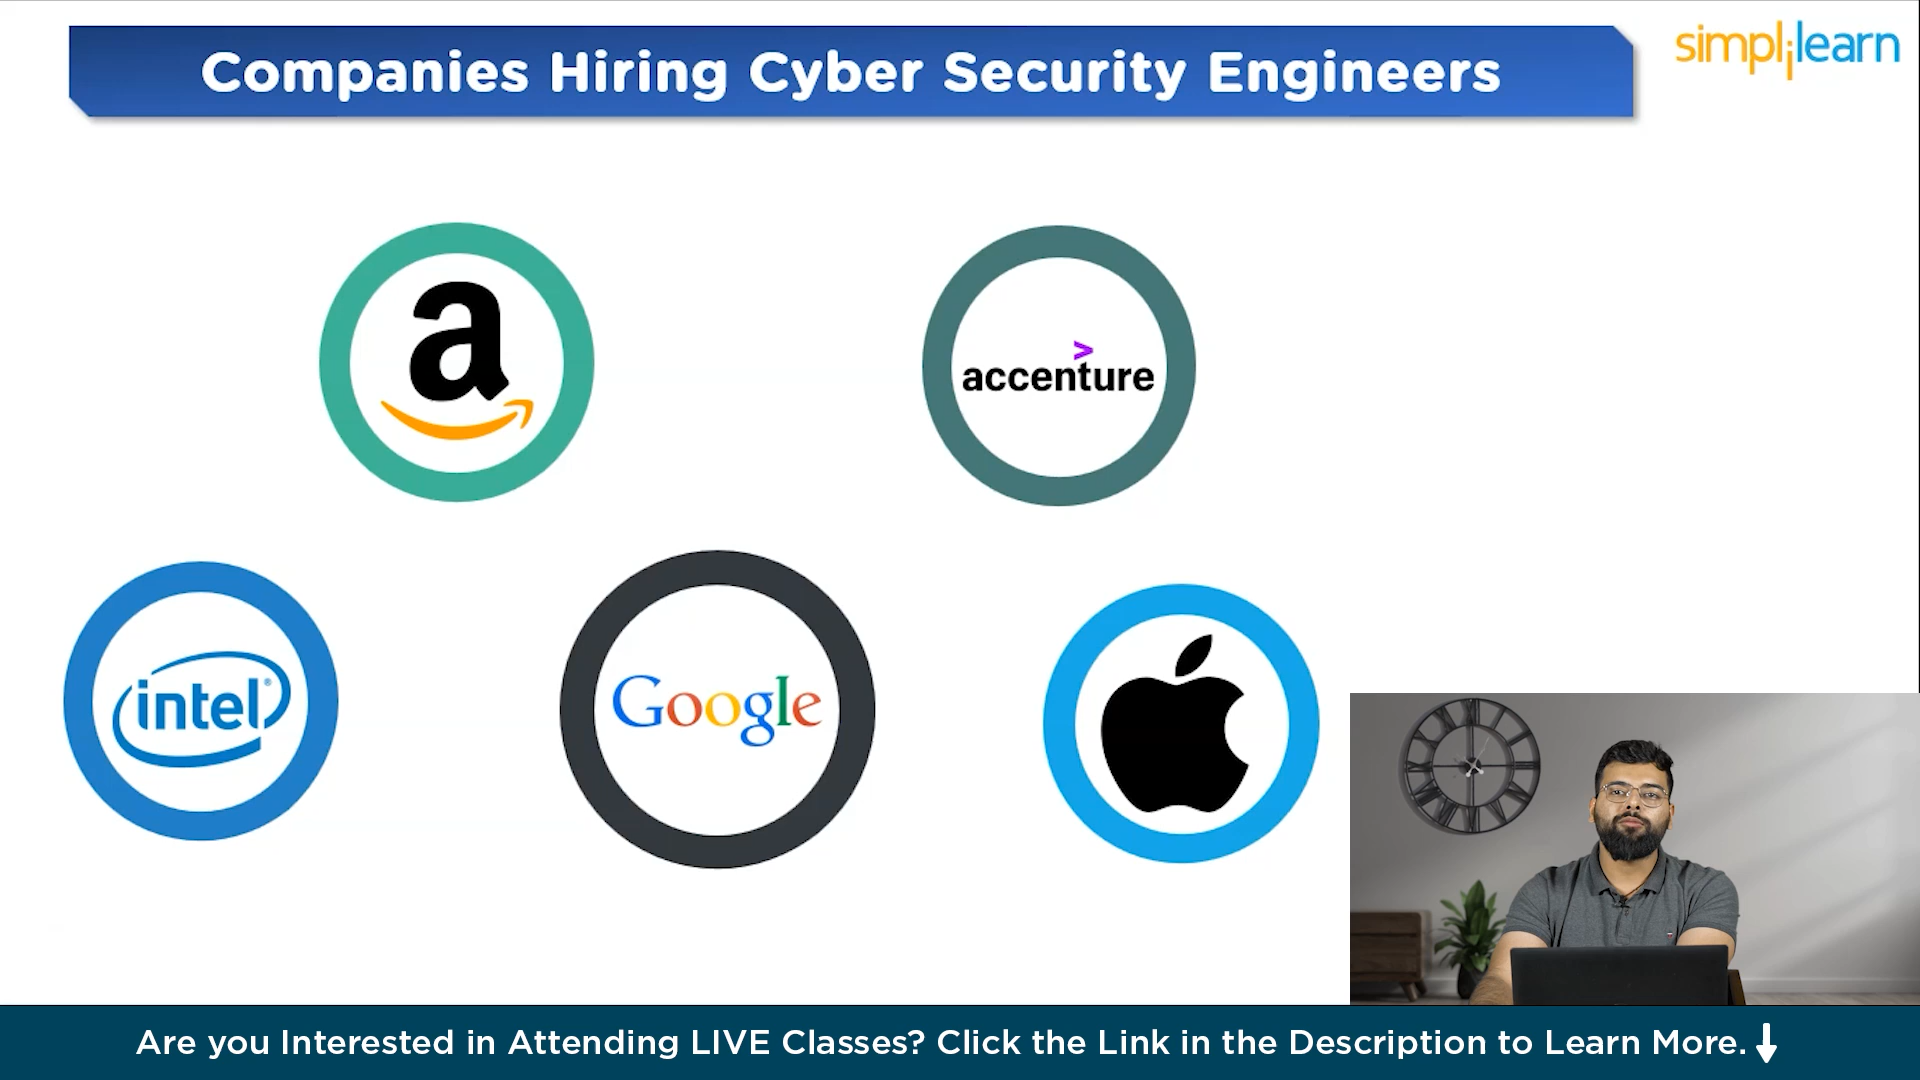 Companies Hiring Cyber Security Engineers
simplilearn
a
>
accenture
intel®
Google
Are you Interested in Attending LIVE Classes? Click the Link in the Description to Learn More.